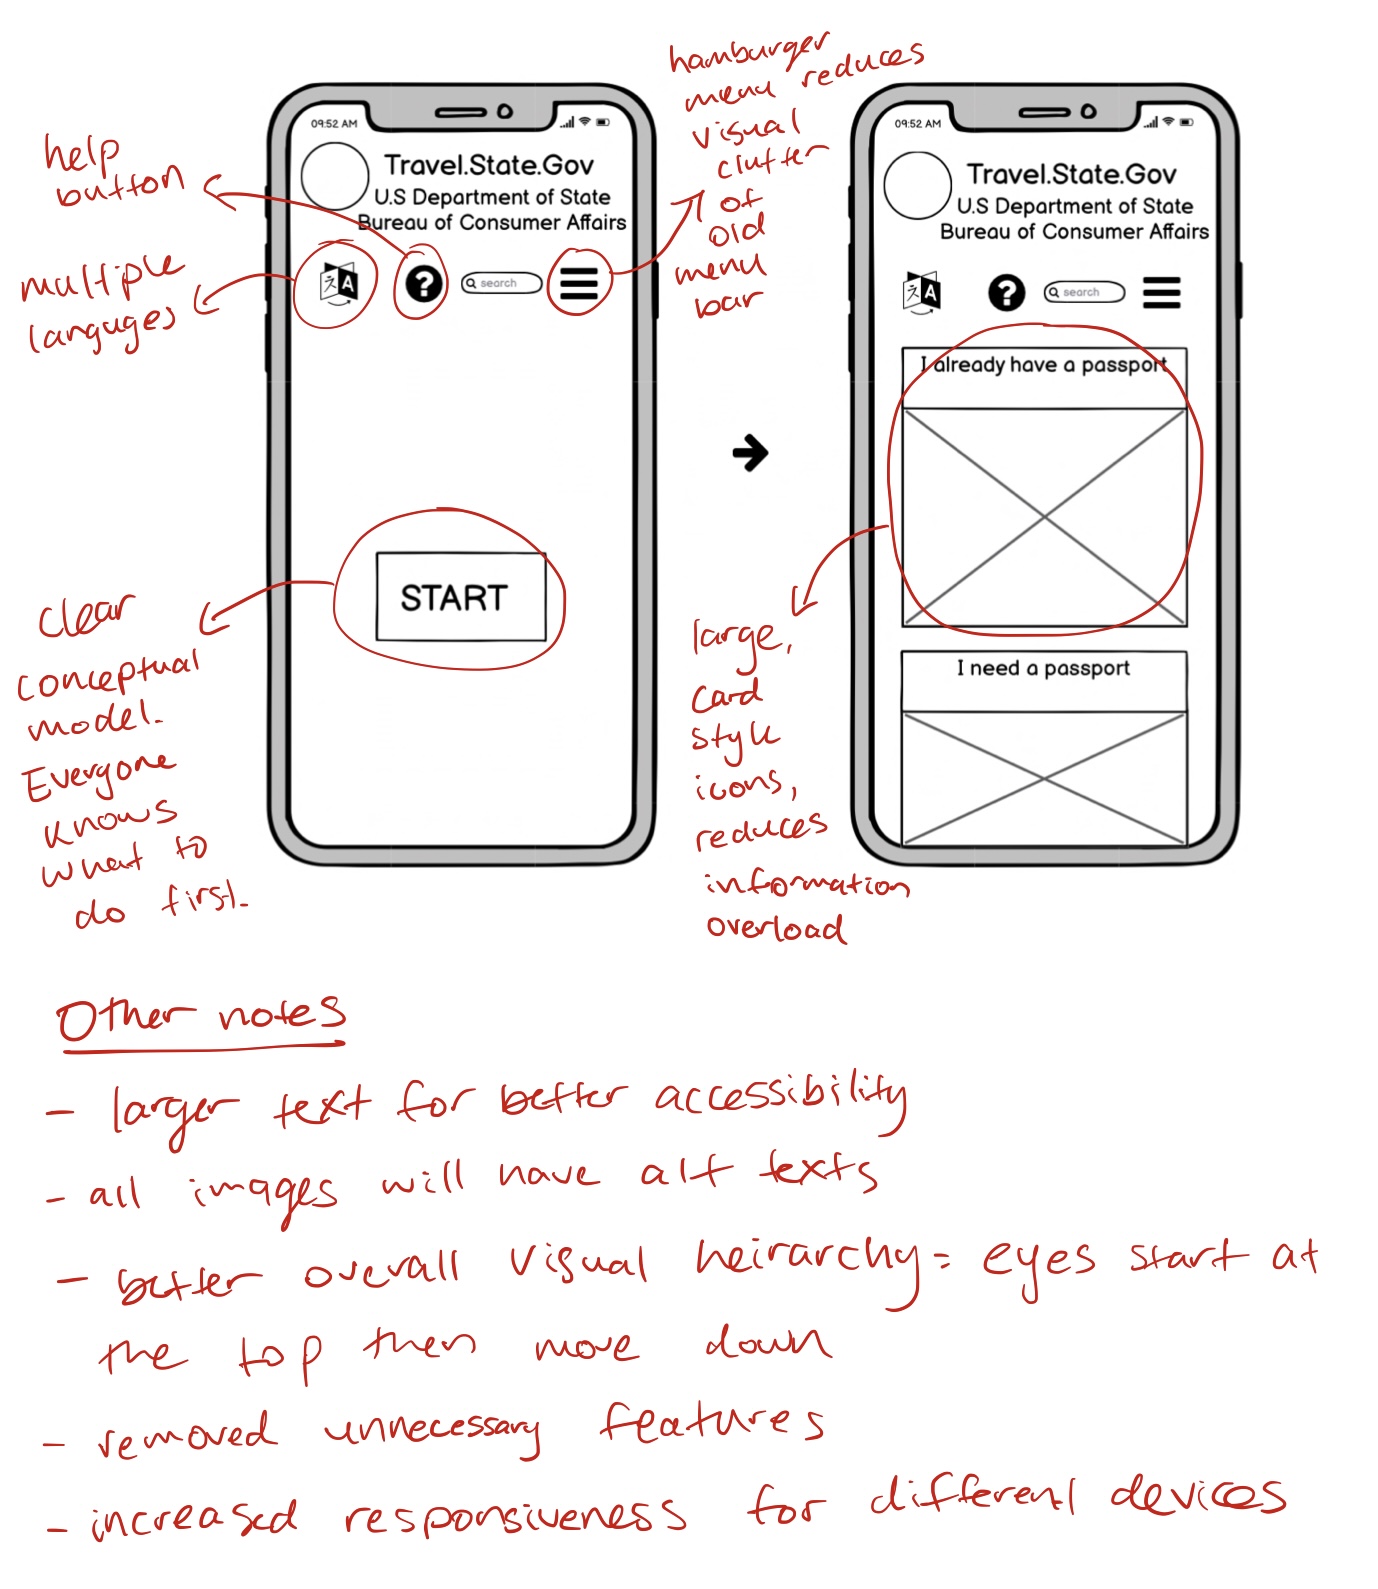 help
button
multiple
languges
clear
conceptual
model.
Everyone
knows
what to
do first.
09:52 AM
Travel.State.Gov
U.S Department of State
Bureau of Consumer Affairs
A
?
search
START
hamburger
menu reduces
visual
clutter
of
old
menu
bar
large,
card
style
icons,
reduces
information
overload
09:52 AM
Travel.State.Gov
U.S Department of State
Bureau of Consumer Affairs
A
?
search
I already have a passport
I need a passport
Other notes
- larger text for better accessibility
- all images will have alt texts
- better overall visual heirarchy = eyes start at
the top then move down
- removed unnecessary features
- increased responsiveness for different devices